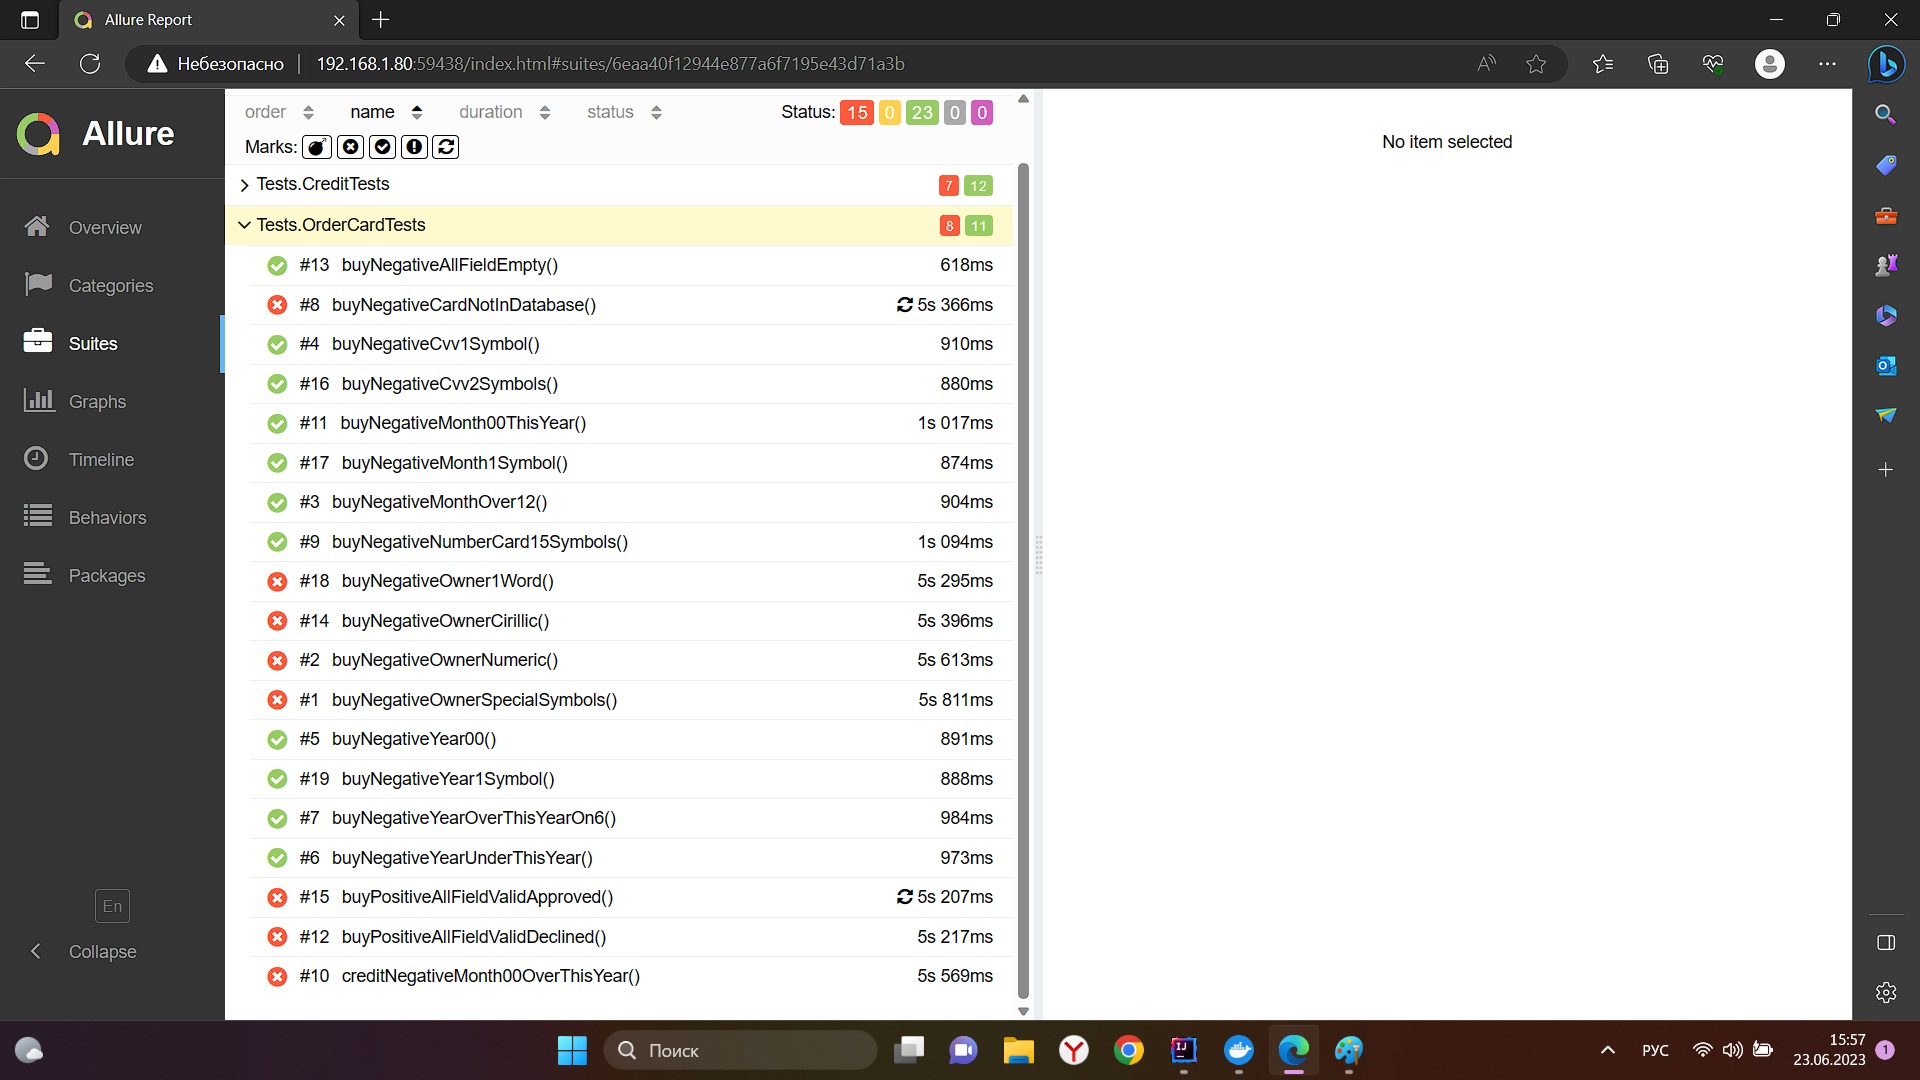 Allure Report
Небезопасно 192.168.1.80:59438/index.html#suites/6eaa40f12944e877a6f7195e43d71a3b
Allure
Overview
Categories
Suites
Graphs
Timeline
Behaviors
Packages
En
Collapse
order name duration status Status: 15 0 23 0 0
Marks:
Tests.CreditTests 7 12
Tests.OrderCardTests 8 11
#13 buyNegativeAllFieldEmpty() 618ms
#8 buyNegativeCardNotInDatabase() 5s 366ms
#4 buyNegativeCvv1Symbol() 910ms
#16 buyNegativeCvv2Symbols() 880ms
#11 buyNegativeMonth00ThisYear() 1s 017ms
#17 buyNegativeMonth1Symbol() 874ms
#3 buyNegativeMonthOver12() 904ms
#9 buyNegativeNumberCard15Symbols() 1s 094ms
#18 buyNegativeOwner1Word() 5s 295ms
#14 buyNegativeOwnerCirillic() 5s 396ms
#2 buyNegativeOwnerNumeric() 5s 613ms
#1 buyNegativeOwnerSpecialSymbols() 5s 811ms
#5 buyNegativeYear00() 891ms
#19 buyNegativeYear1Symbol() 888ms
#7 buyNegativeYearOverThisYearOn6() 984ms
#6 buyNegativeYearUnderThisYear() 973ms
#15 buyPositiveAllFieldValidApproved() 5s 207ms
#12 buyPositiveAllFieldValidDeclined() 5s 217ms
#10 creditNegativeMonth00OverThisYear() 5s 569ms
No item selected
Поиск
РУС
15:57
23.06.2023
1